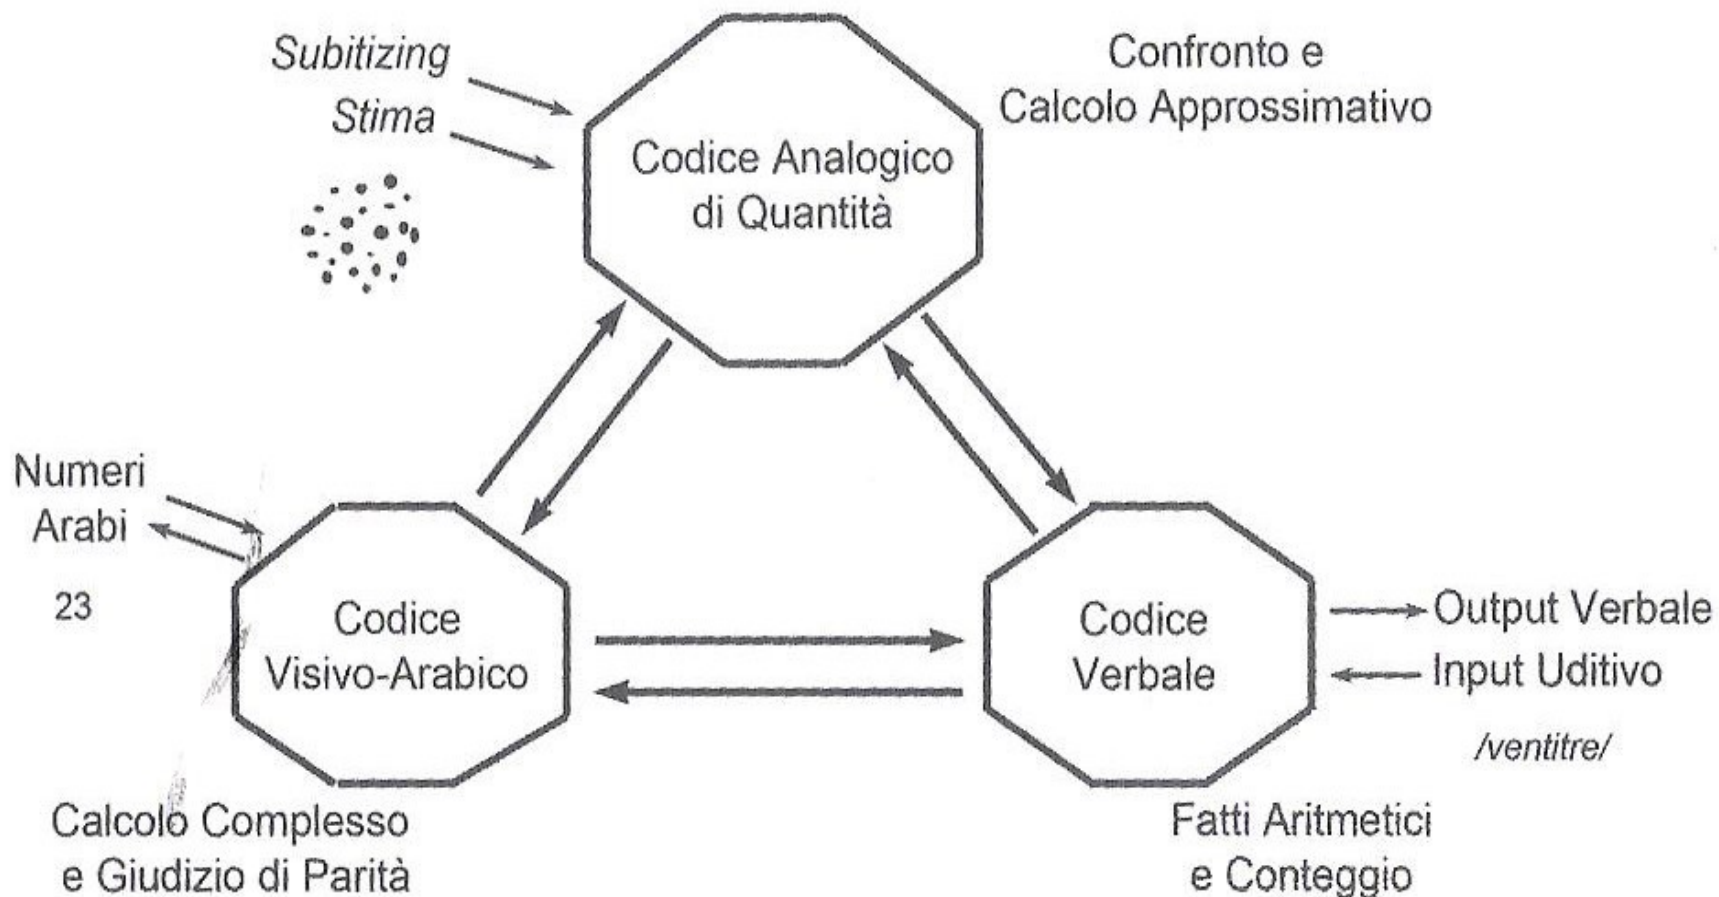 Subitizing
Stima
Confronto e
Calcolo Approssimativo
Codice Analogico
di Quantità
Numeri
Arabi
23
Codice
Visivo-Arabico
Calcolo Complesso
e Giudizio di Parità
Codice
Verbale
Output Verbale
Input Uditivo
/ventitre/
Fatti Aritmetici
e Conteggio